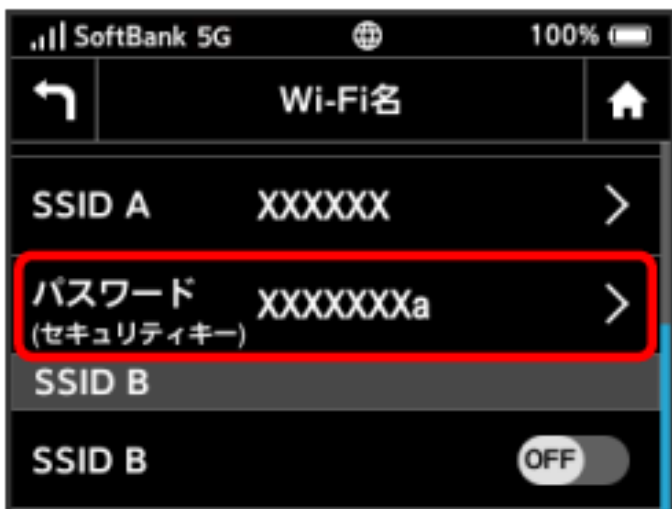 SoftBank 5G 100%
Wi-Fi名
SSID A XXXXXX
パスワード XXXXXXXa
(セキュリティキー)
SSID B
SSID B OFF